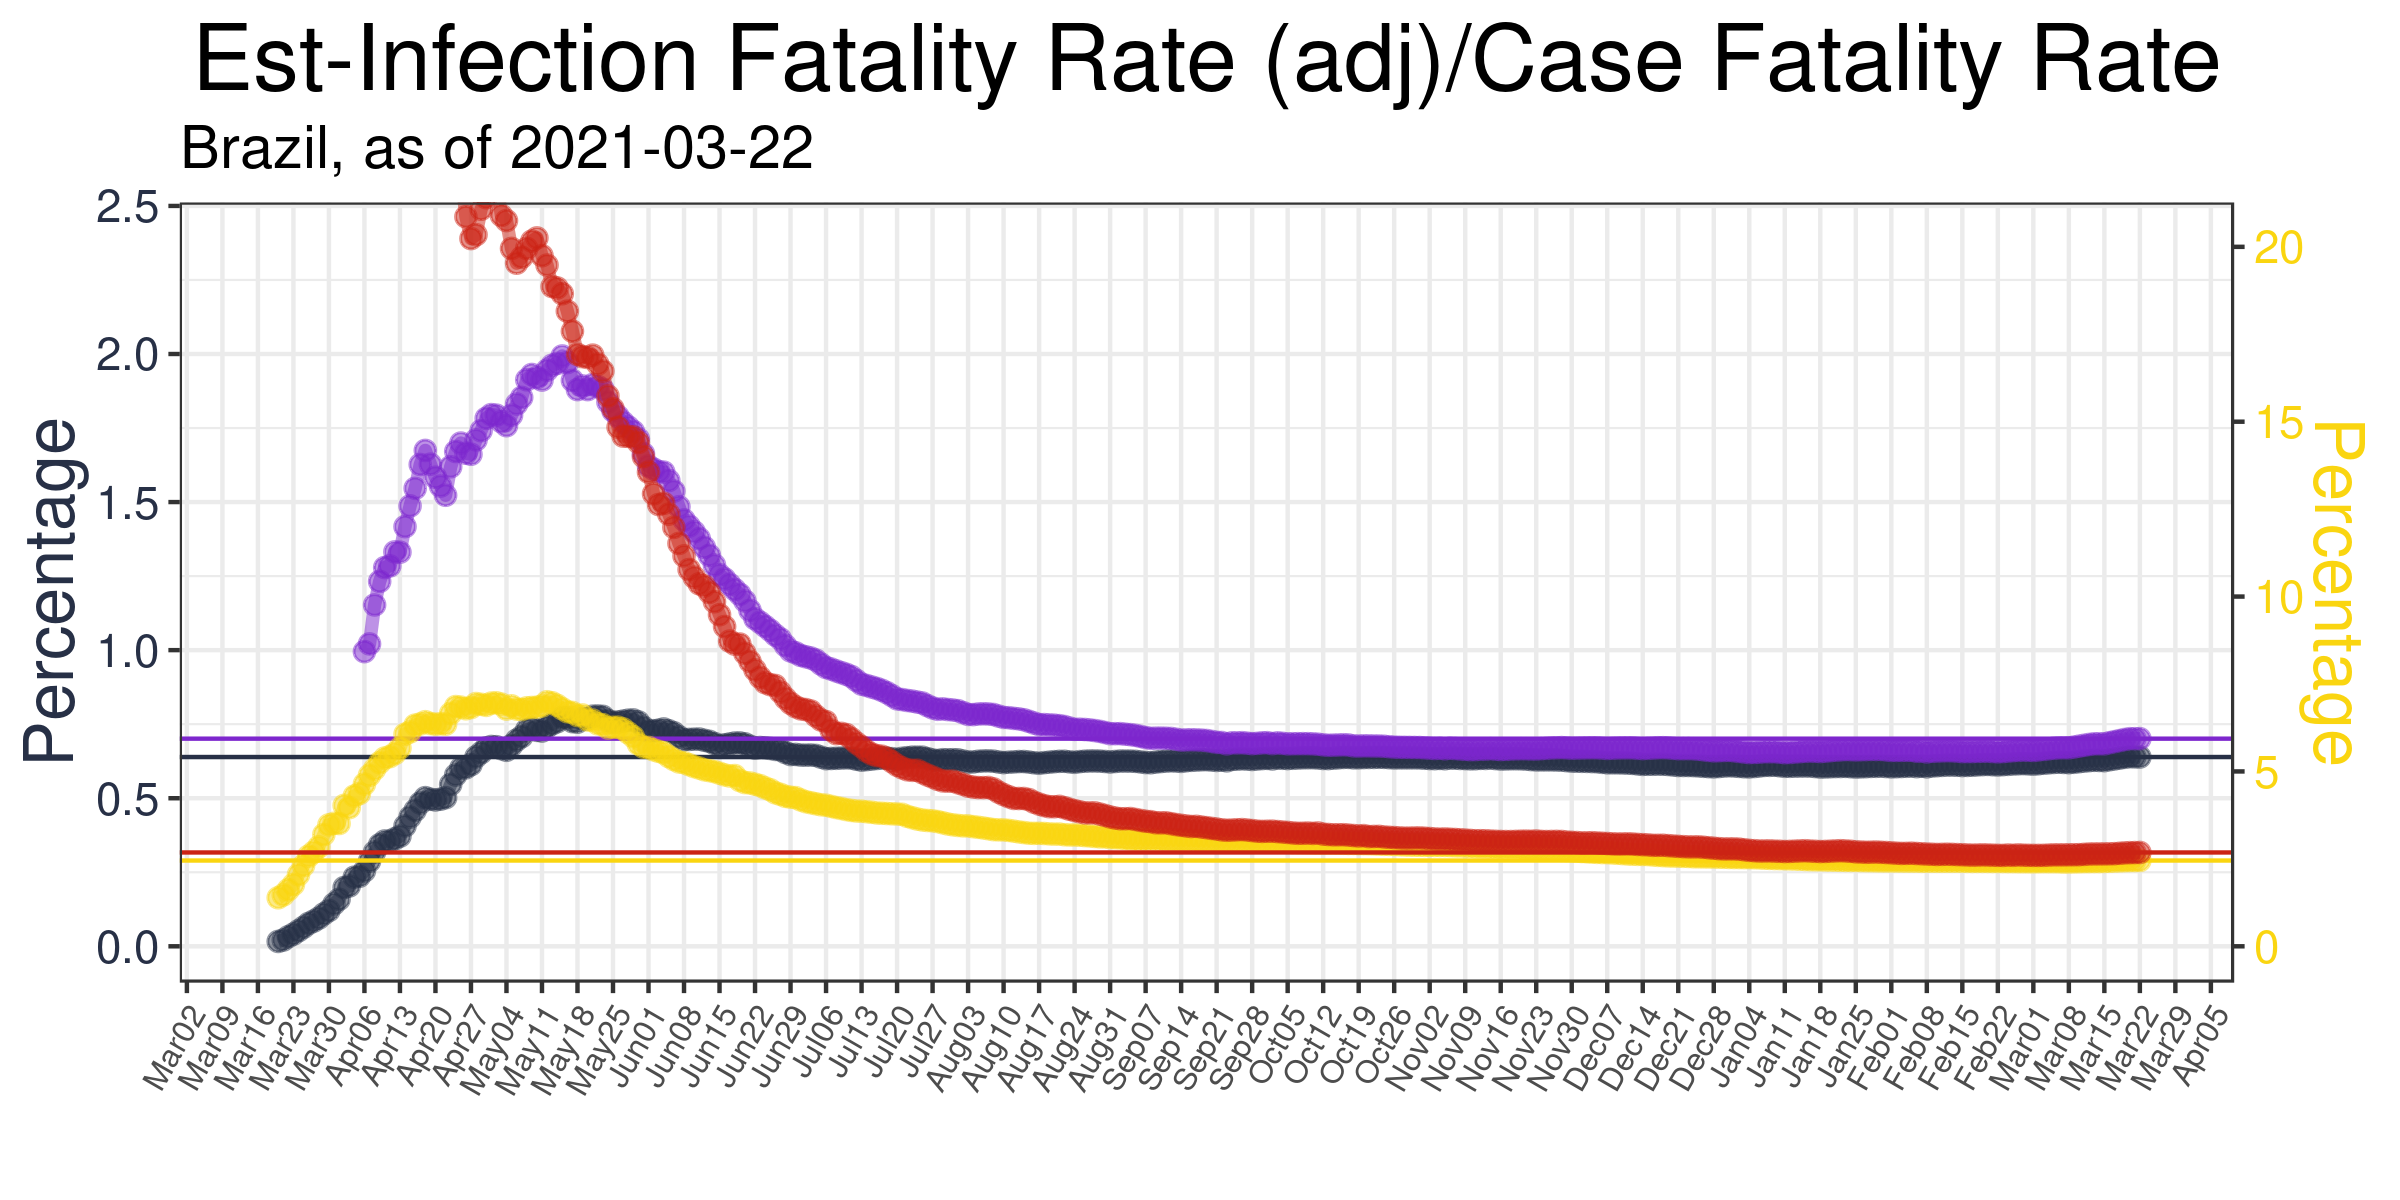 Est-Infection Fatality Rate (adj)/Case Fatality Rate
Brazil, as of 2021-03-22
Percentage
2.5
2.0
1.5
1.0
0.5
0.0
20
15
10
5
0
Percentage
Mar02
Mar09
Mar16
Mar23
Mar30
Apr06
Apr13
Apr20
Apr27
May04
May11
May18
May25
Jun01
Jun08
Jun15
Jun22
Jun29
Jul06
Jul13
Jul20
Jul27
Aug03
Aug10
Aug17
Aug24
Aug31
Sep07
Sep14
Sep21
Sep28
Oct05
Oct12
Oct19
Oct26
Nov02
Nov09
Nov16
Nov23
Nov30
Dec07
Dec14
Dec21
Dec28
Jan04
Jan11
Jan18
Jan25
Feb01
Feb08
Feb15
Feb22
Mar01
Mar08
Mar15
Mar22
Mar29
Apr05